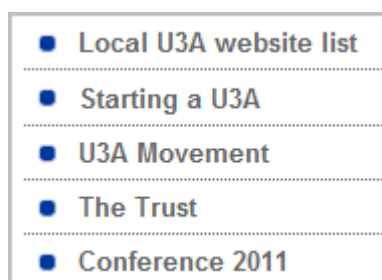 Local U3A website list
Starting a U3A
U3A Movement
The Trust
Conference 2011